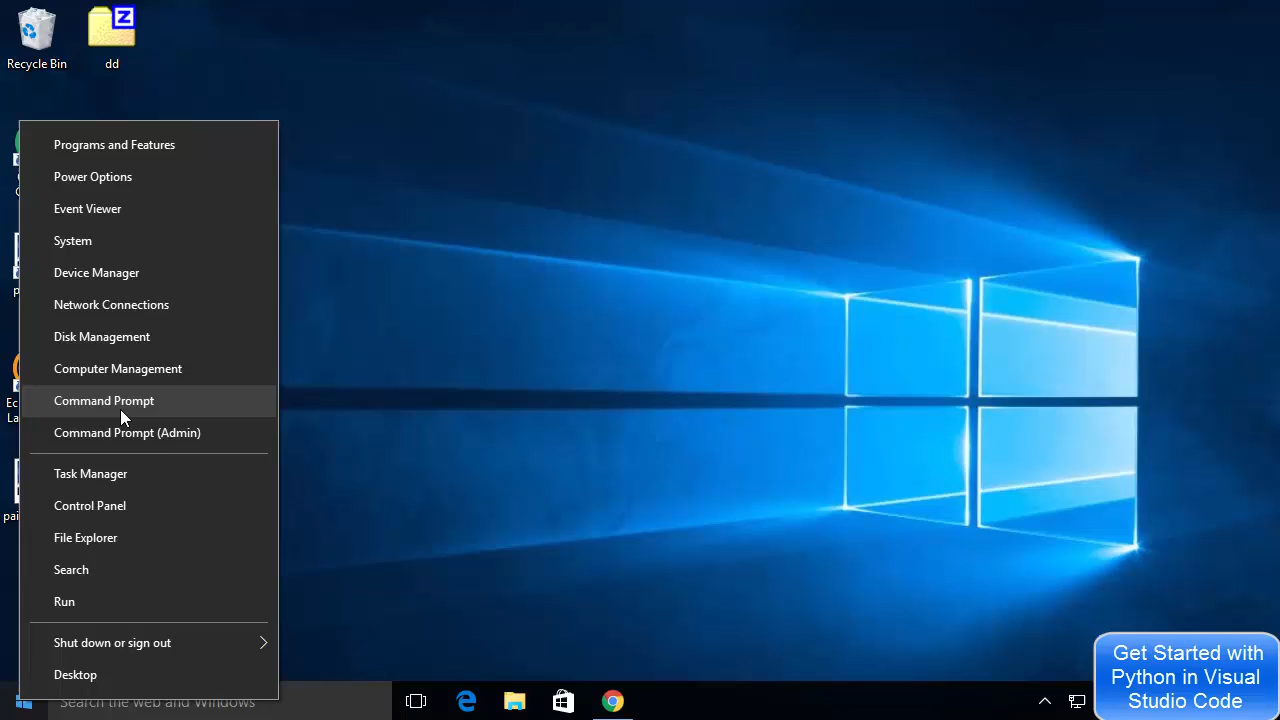 Recycle Bin
dd
Programs and Features
Power Options
Event Viewer
System
Device Manager
Network Connections
Disk Management
Computer Management
Command Prompt
Command Prompt (Admin)
Task Manager
Control Panel
File Explorer
Search
Run
Shut down or sign out
Desktop
Search the web and Windows
Get Started with
Python in Visual
Studio Code